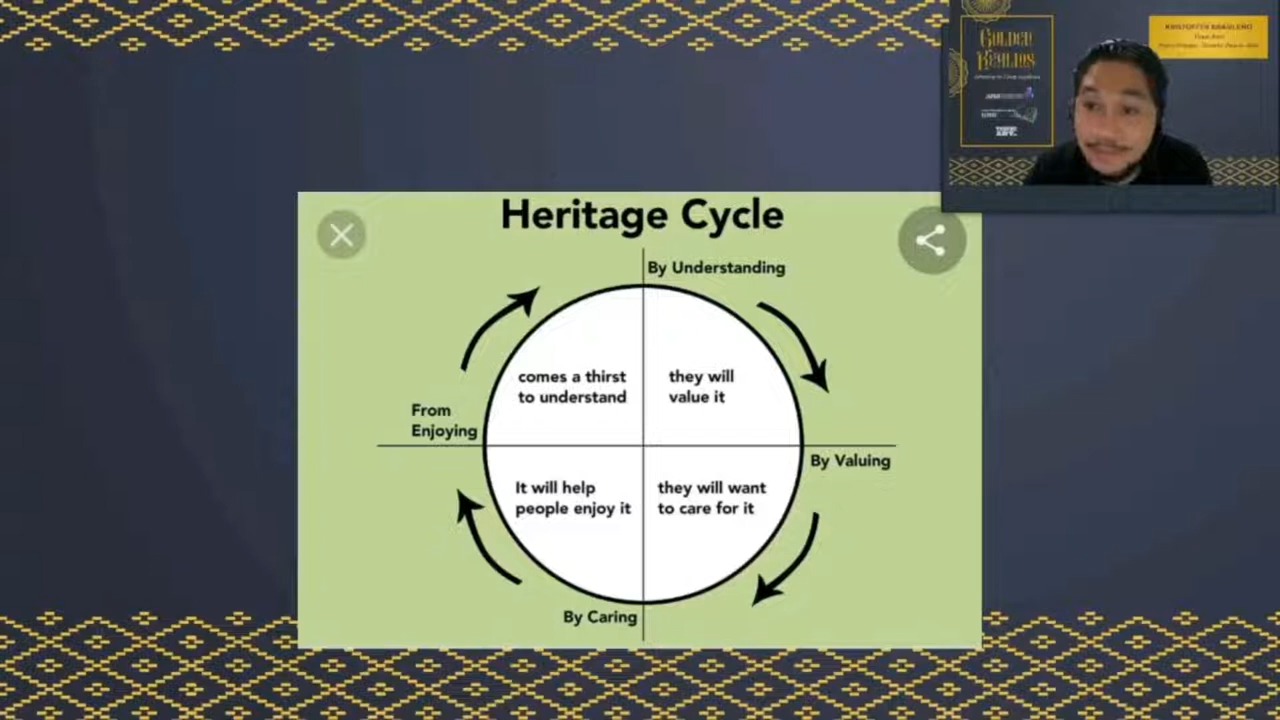 GOLDEN
Heritage Cycle
By Understanding
comes a thirst
to understand
they will
value it
From
Enjoying
By Valuing
It will help
people enjoy it
they will want
to care for it
By Caring